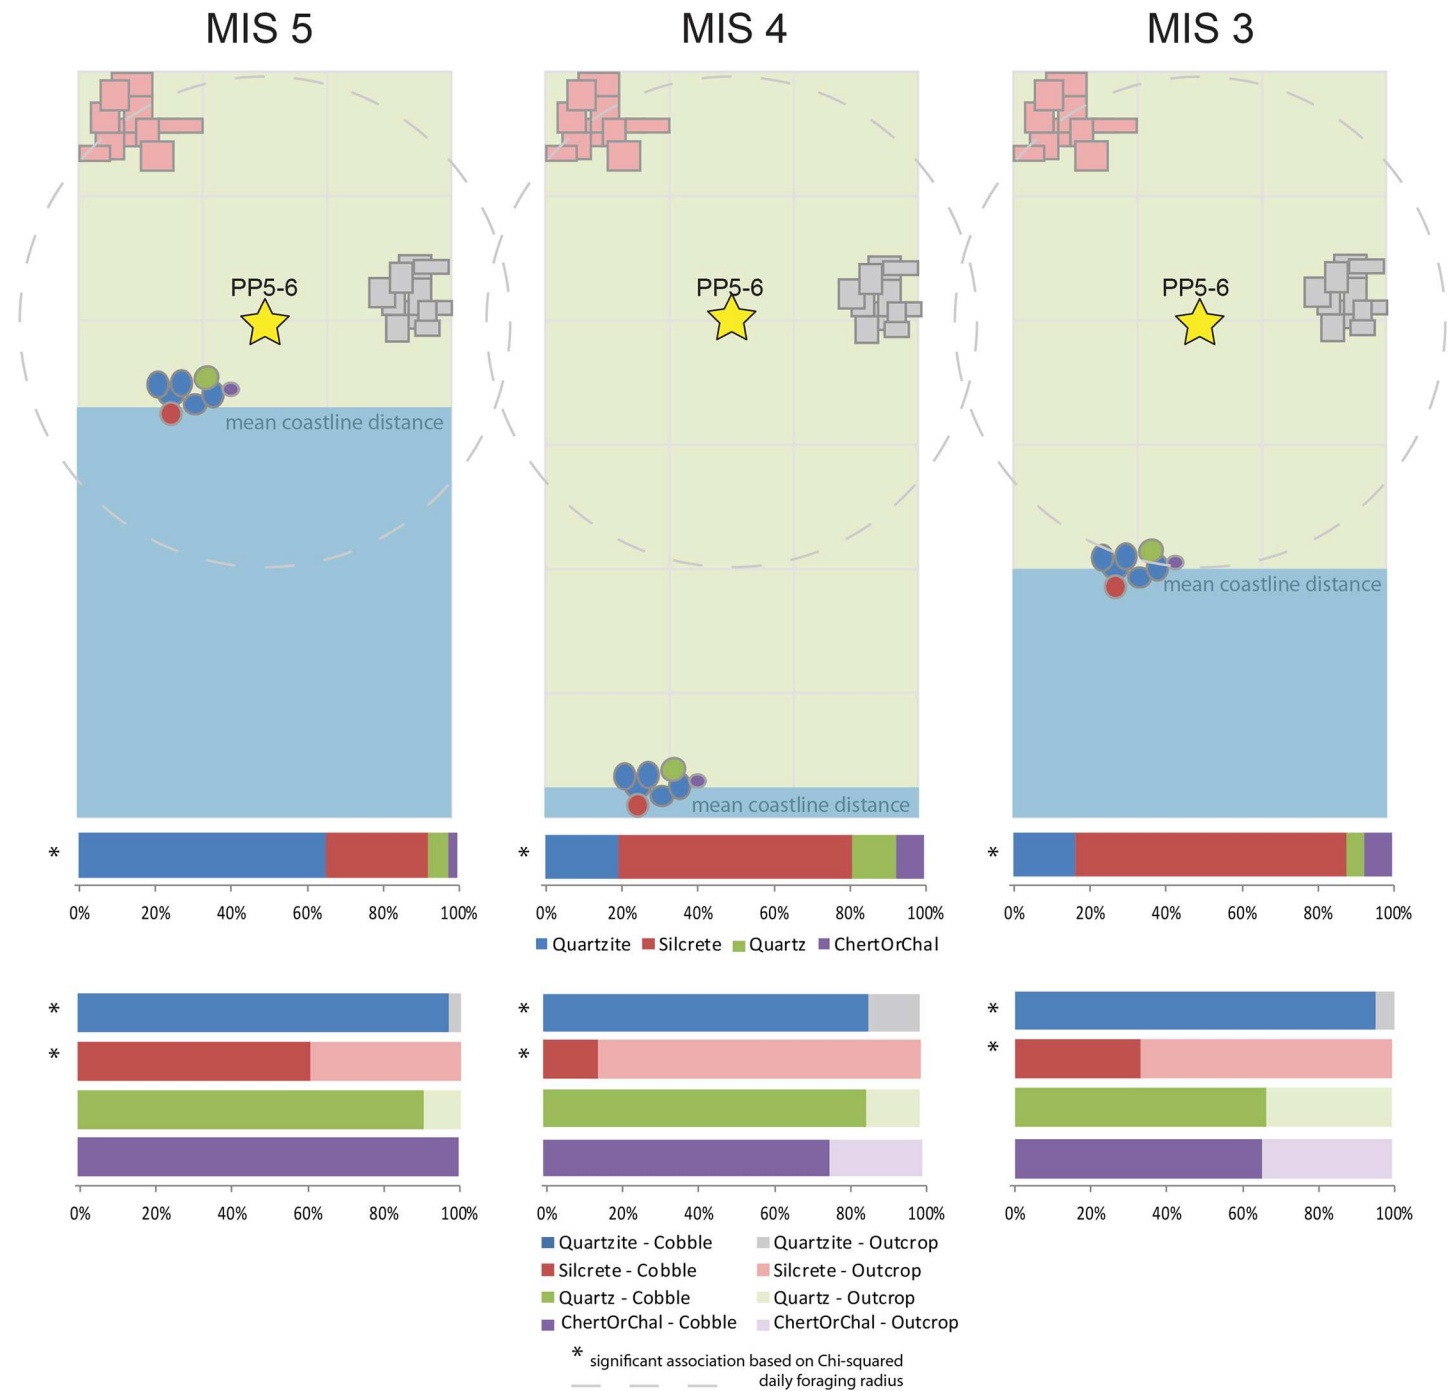 MIS 5 MIS 4 MIS 3
PP5-6 PP5-6 PP5-6
mean coastline distance
mean coastline distance
mean coastline distance
* * *
0% 20% 40% 60% 80% 100% 0% 20% 40% 60% 80% 100% 0% 20% 40% 60% 80% 100%
Quartzite Silcrete Quartz ChertOrChal
* * *
* * *
0% 20% 40% 60% 80% 100% 0% 20% 40% 60% 80% 100% 0% 20% 40% 60% 80% 100%
Quartzite - Cobble Quartzite - Outcrop
Silcrete - Cobble Silcrete - Outcrop
Quartz - Cobble Quartz - Outcrop
ChertOrChal - Cobble ChertOrChal - Outcrop
* significant association based on Chi-squared
daily foraging radius